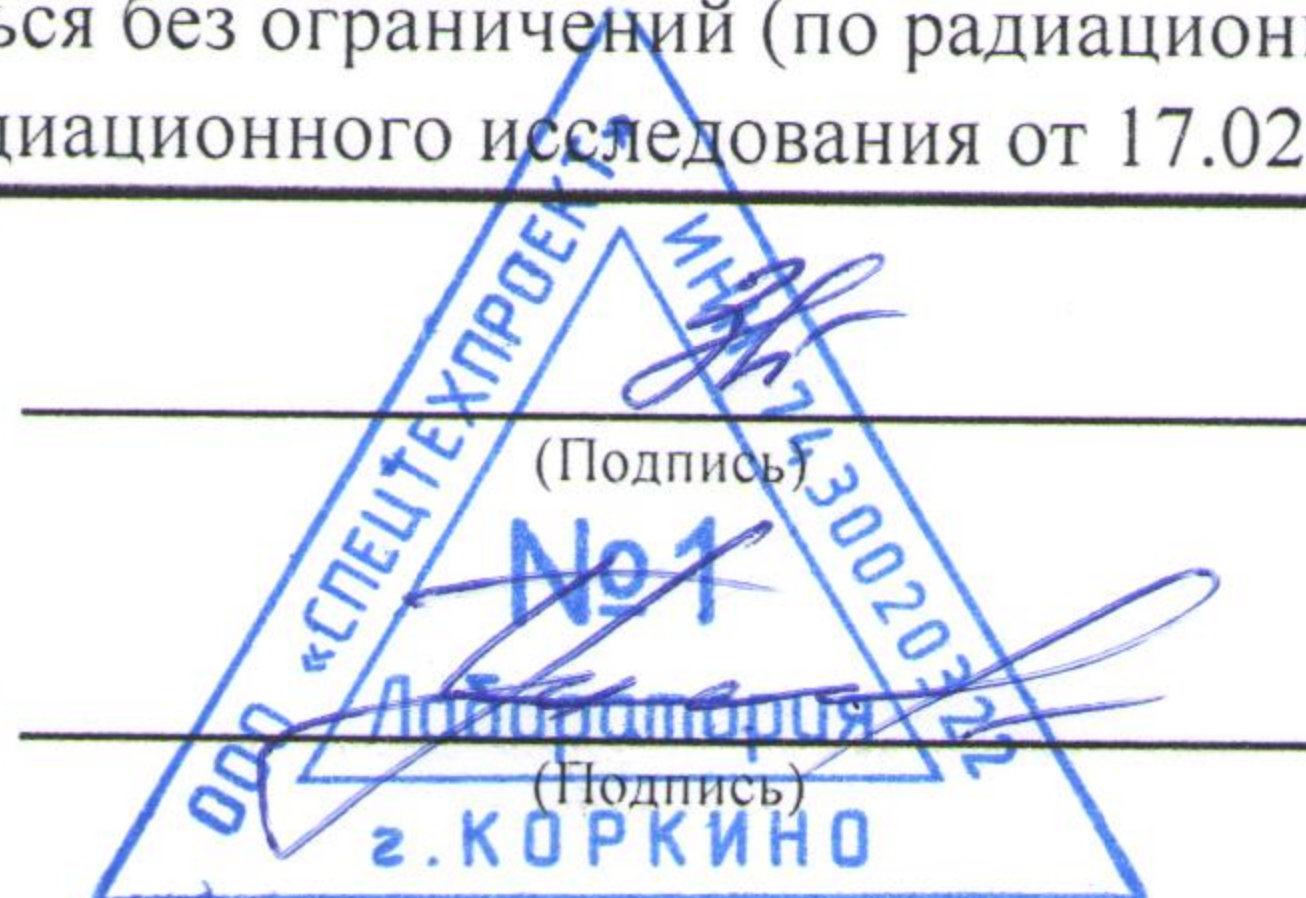 ься без ограничений (по радиацион
диационного исследования от 17.02
ООО «СПЕЦТЕХПРОЕКТ»
ИНН 7430020322
(Подпись)
№1
Лаборатория
(Подпись)
г.КОРКИНО